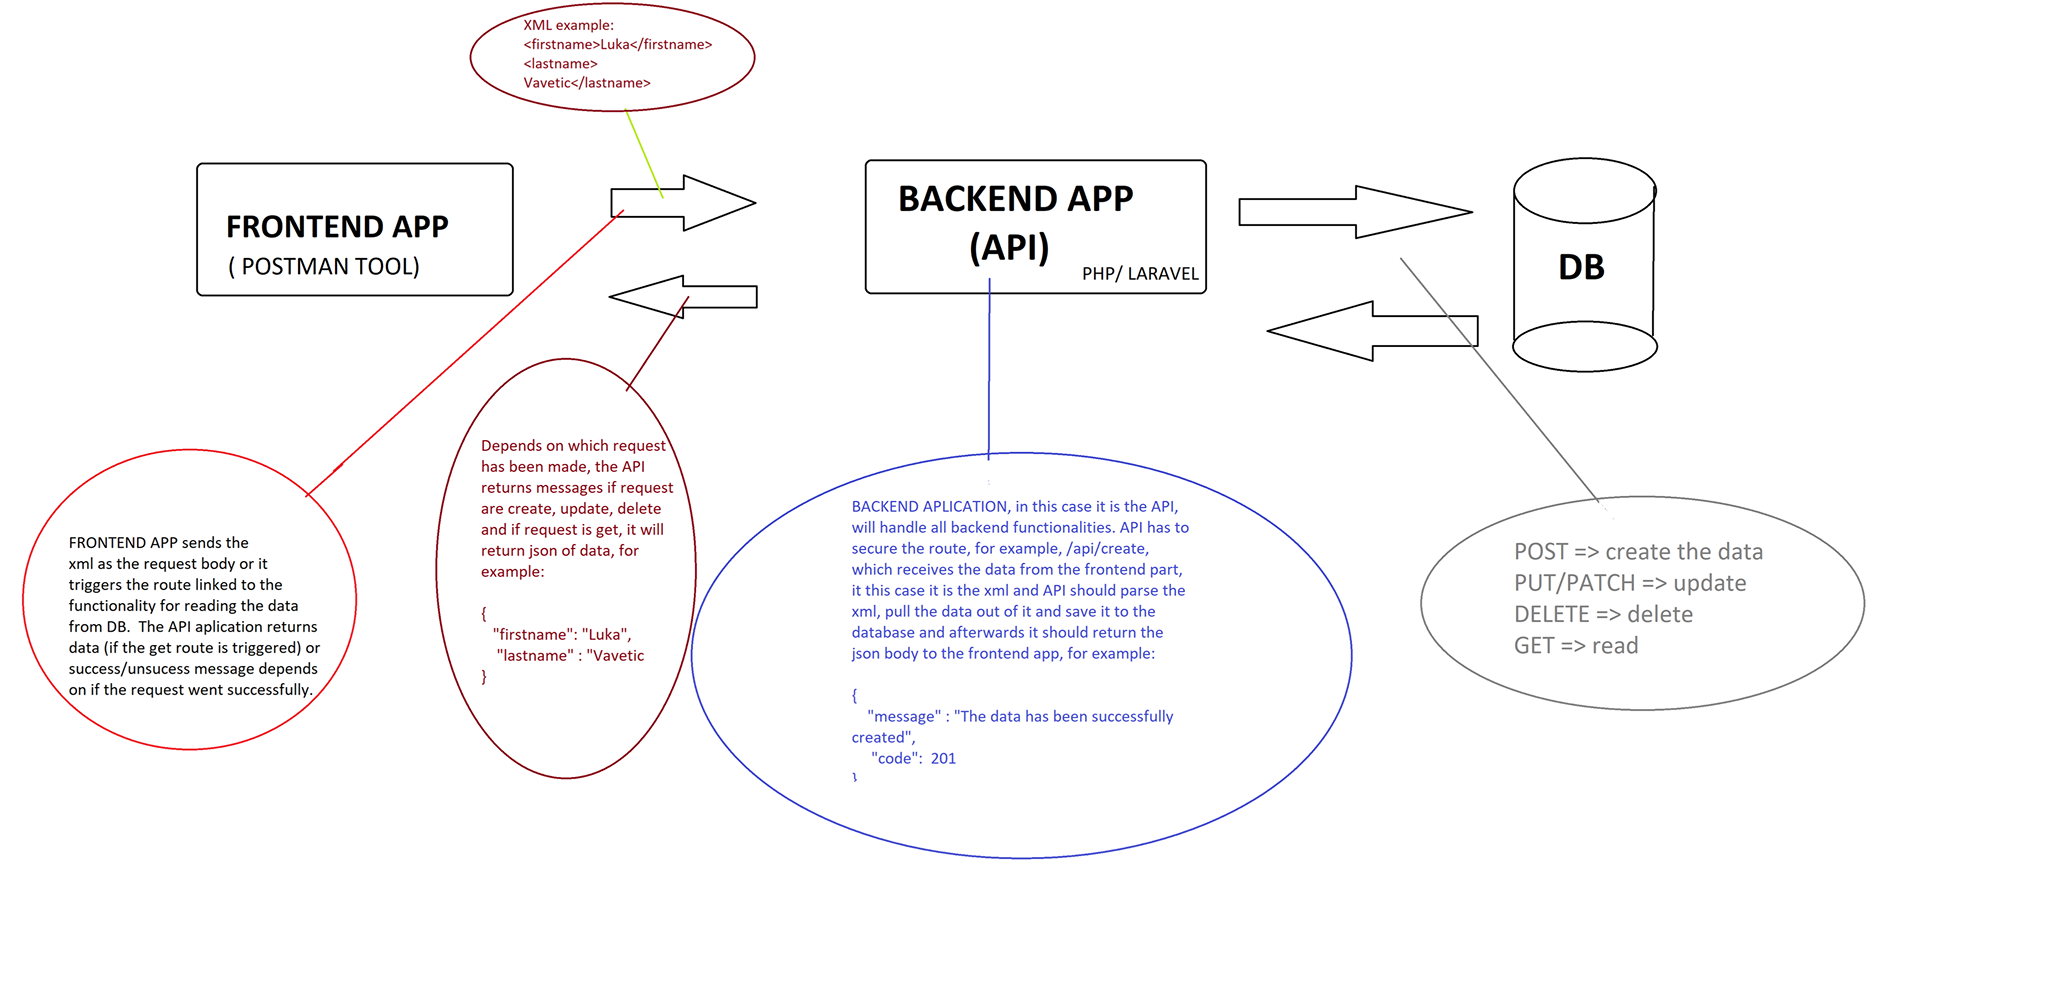 XML example:
<firstname>Luka</firstname>
<lastname>
Vavetic</lastname>
FRONTEND APP
( POSTMAN TOOL)
BACKEND APP
(API)
PHP/ LARAVEL
DB
FRONTEND APP sends the
xml as the request body or it
triggers the route linked to the
functionality for reading the data
from DB.  The API aplication returns
data (if the get route is triggered) or
success/unsucess message depends
on if the request went successfully.
Depends on which request
has been made, the API
returns messages if request
are create, update, delete
and if request is get, it will
return json of data, for
example:
{
"firstname": "Luka",
"lastname" : "Vavetic
}
BACKEND APLICATION, in this case it is the API,
will handle all backend functionalities. API has to
secure the route, for example, /api/create,
which receives the data from the frontend part,
it this case it is the xml and API should parse the
xml, pull the data out of it and save it to the
database and afterwards it should return the
json body to the frontend app, for example:
{
"message" : "The data has been successfully
created",
"code":  201
}
POST => create the data
PUT/PATCH => update
DELETE => delete
GET => read